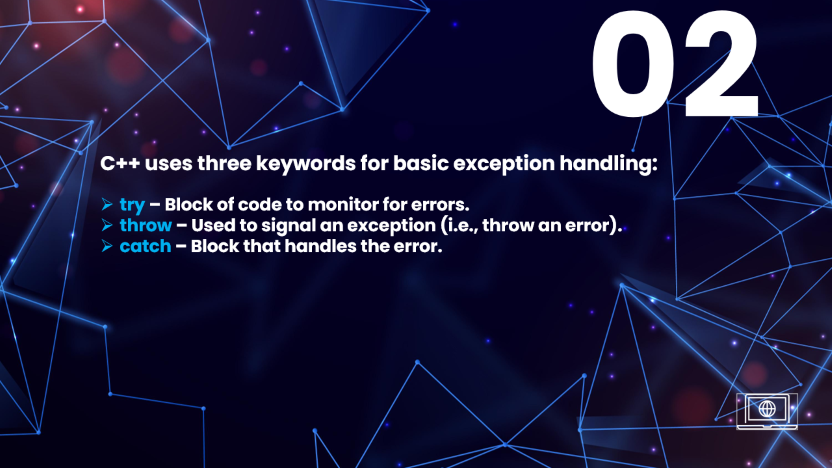 02
C++ uses three keywords for basic exception handling:
➢ try – Block of code to monitor for errors.
➢ throw – Used to signal an exception (i.e., throw an error).
➢ catch – Block that handles the error.